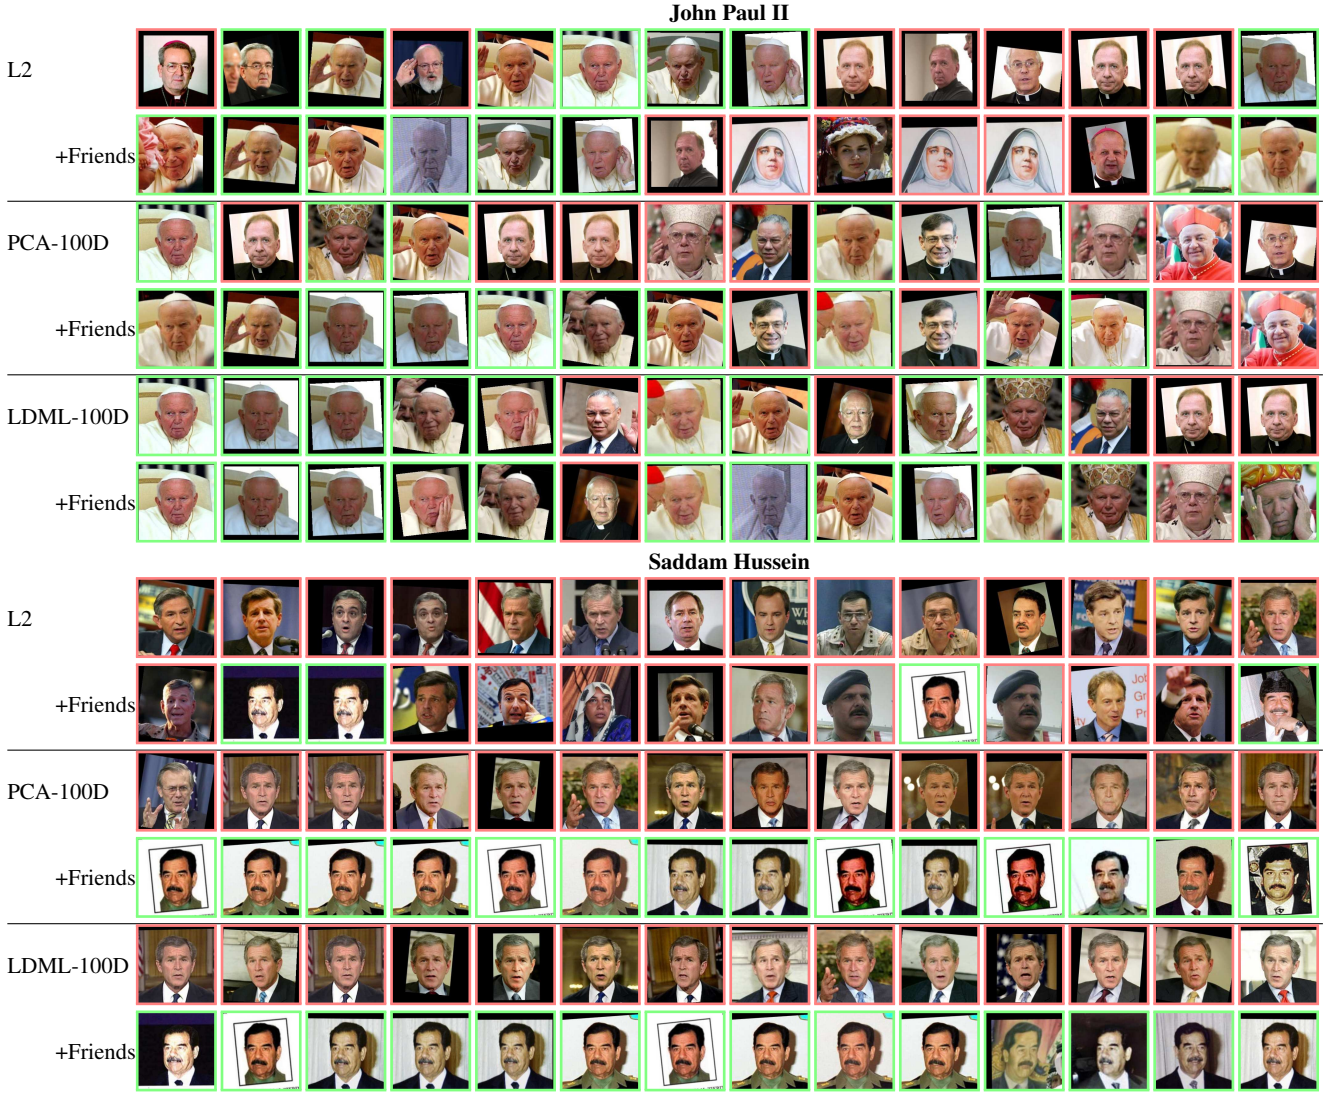 John Paul II
L2
+Friends
PCA-100D
+Friends
LDML-100D
+Friends
Saddam Hussein
L2
+Friends
PCA-100D
+Friends
LDML-100D
+Friends